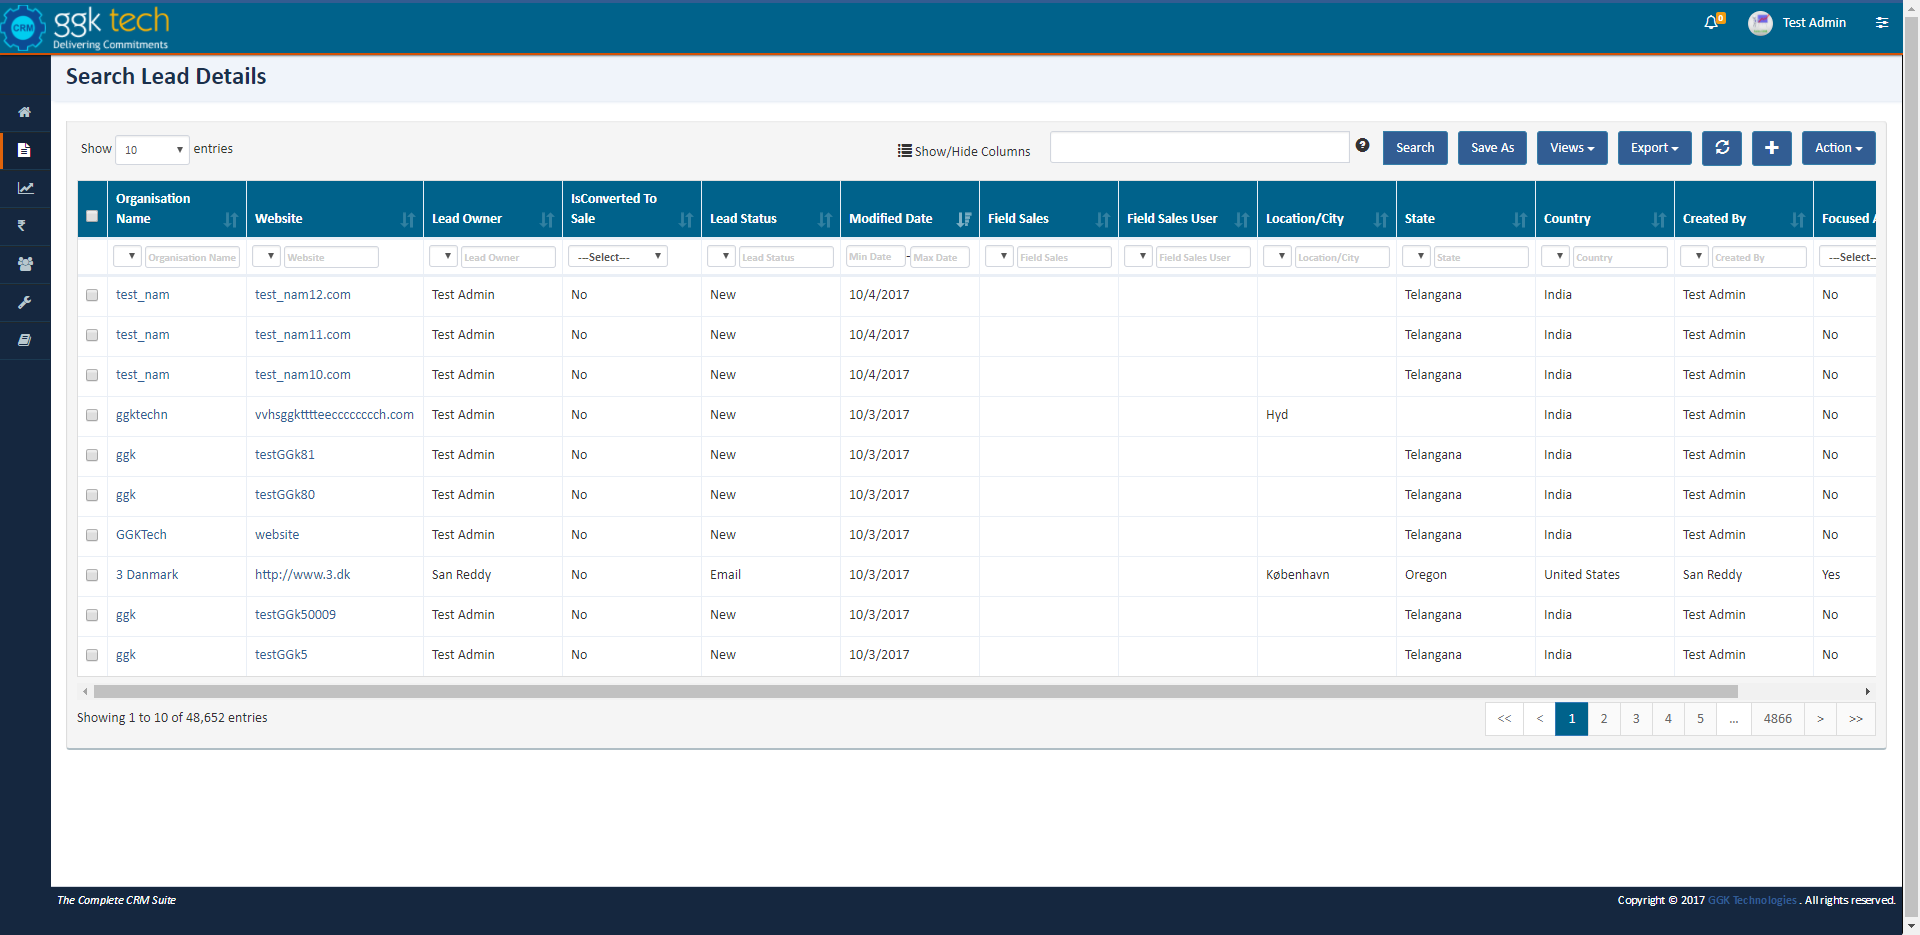 CRM
ggk tech
Delivering Commitments
0
Test Admin
Search Lead Details
Show 10 entries
Show/Hide Columns
?
Search
Save As
Views
Export
Action
Organisation Name
Website
Lead Owner
IsConverted To Sale
Lead Status
Modified Date
Field Sales
Field Sales User
Location/City
State
Country
Created By
Focused A
Organisation Name
Website
Lead Owner
---Select---
Lead Status
Min Date - Max Date
Field Sales
Field Sales User
Location/City
State
Country
Created By
---Select--
test_nam test_nam12.com Test Admin No New 10/4/2017 Telangana India Test Admin No
test_nam test_nam11.com Test Admin No New 10/4/2017 Telangana India Test Admin No
test_nam test_nam10.com Test Admin No New 10/4/2017 Telangana India Test Admin No
ggktechn vvhsggktttteeccccccccch.com Test Admin No New 10/3/2017 Hyd India Test Admin No
ggk testGGk81 Test Admin No New 10/3/2017 Telangana India Test Admin No
ggk testGGk80 Test Admin No New 10/3/2017 Telangana India Test Admin No
GGKTech website Test Admin No New 10/3/2017 Telangana India Test Admin No
3 Danmark http://www.3.dk San Reddy No Email 10/3/2017 København Oregon United States San Reddy Yes
ggk testGGk50009 Test Admin No New 10/3/2017 Telangana India Test Admin No
ggk testGGk5 Test Admin No New 10/3/2017 Telangana India Test Admin No
Showing 1 to 10 of 48,652 entries
<< < 1 2 3 4 5 ... 4866 > >>
The Complete CRM Suite
Copyright © 2017 GGK Technologies . All rights reserved.